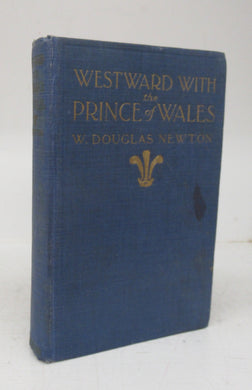 WESTWARD WITH
the
PRINCE of WALES
W. DOUGLAS NEWTON